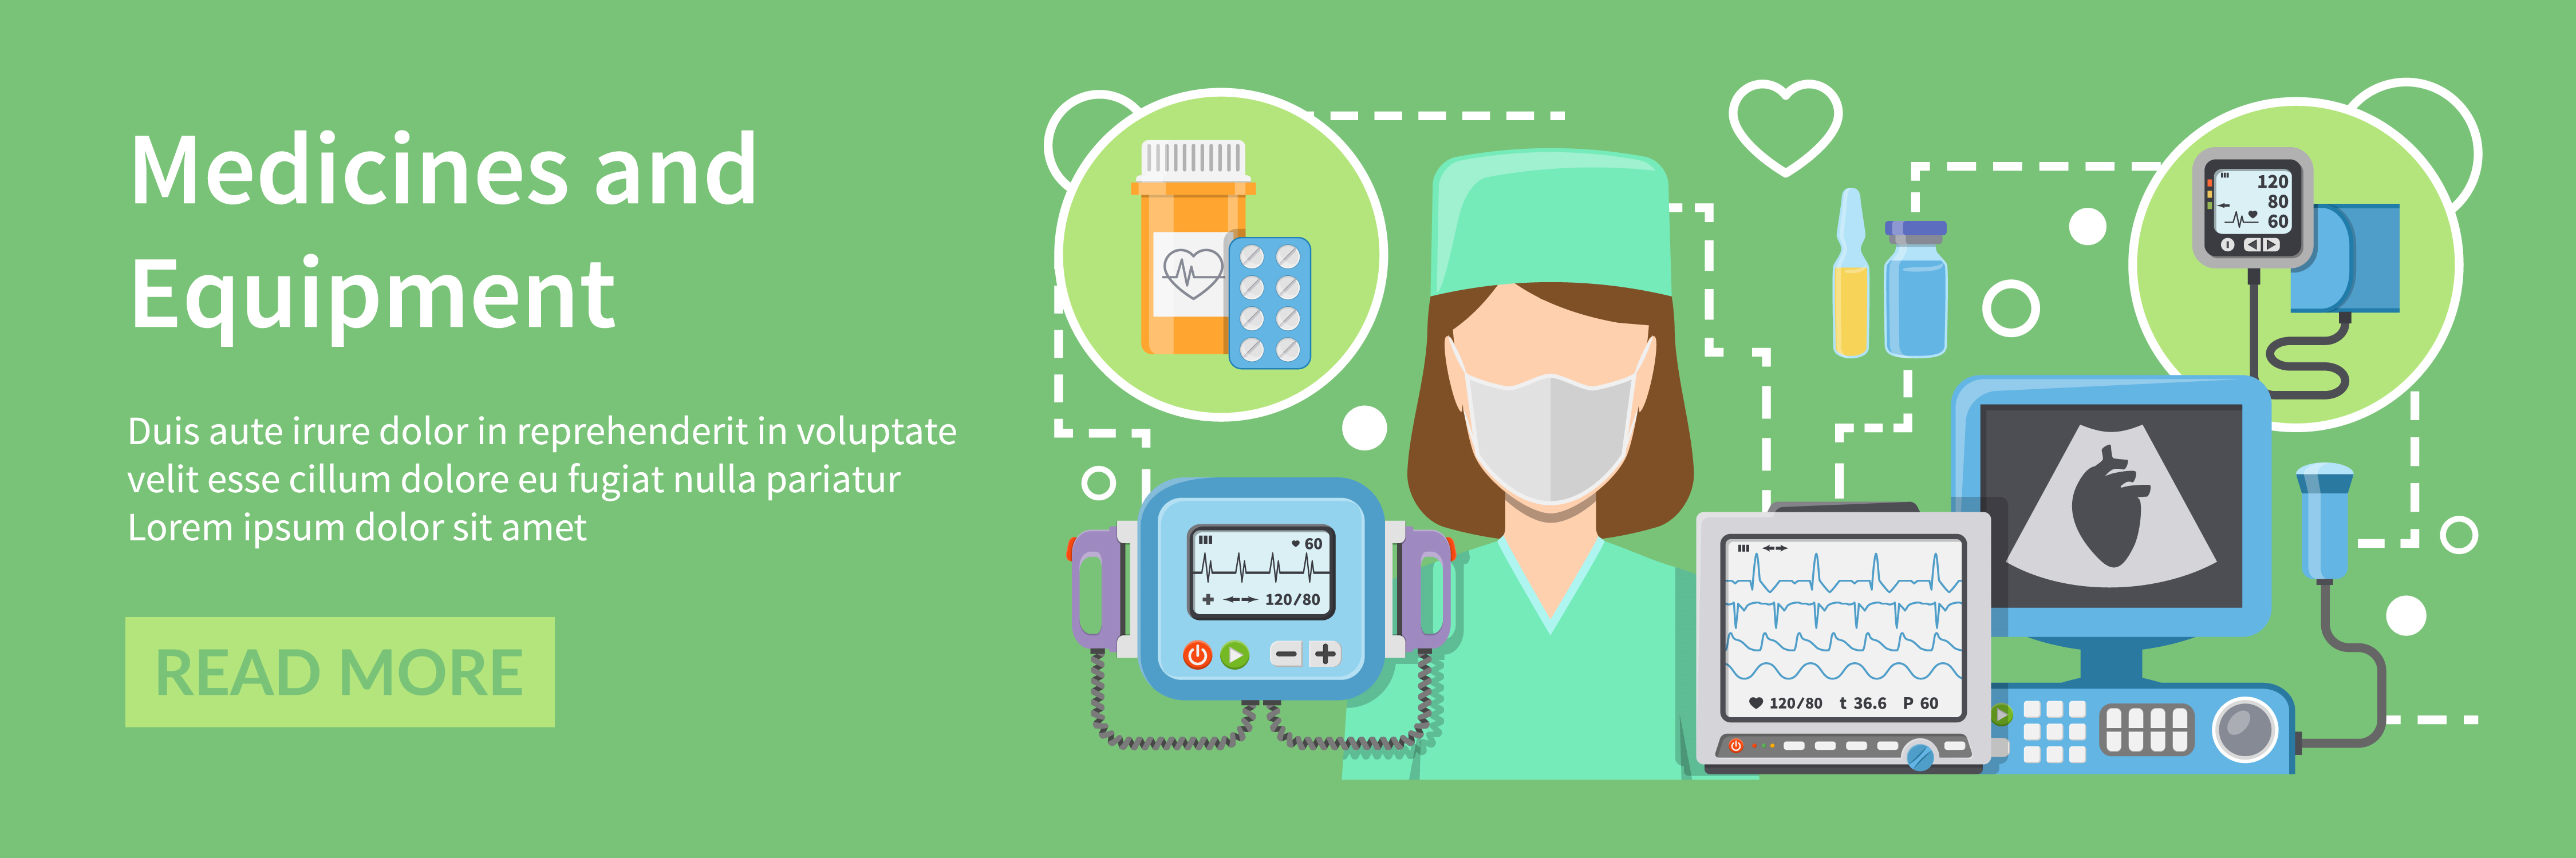 Medicines and
Equipment
Duis aute irure dolor in reprehenderit in voluptate
velit esse cillum dolore eu fugiat nulla pariatur
Lorem ipsum dolor sit amet
READ MORE
60
120/80
120/80 t 36.6 P 60
120
80
60